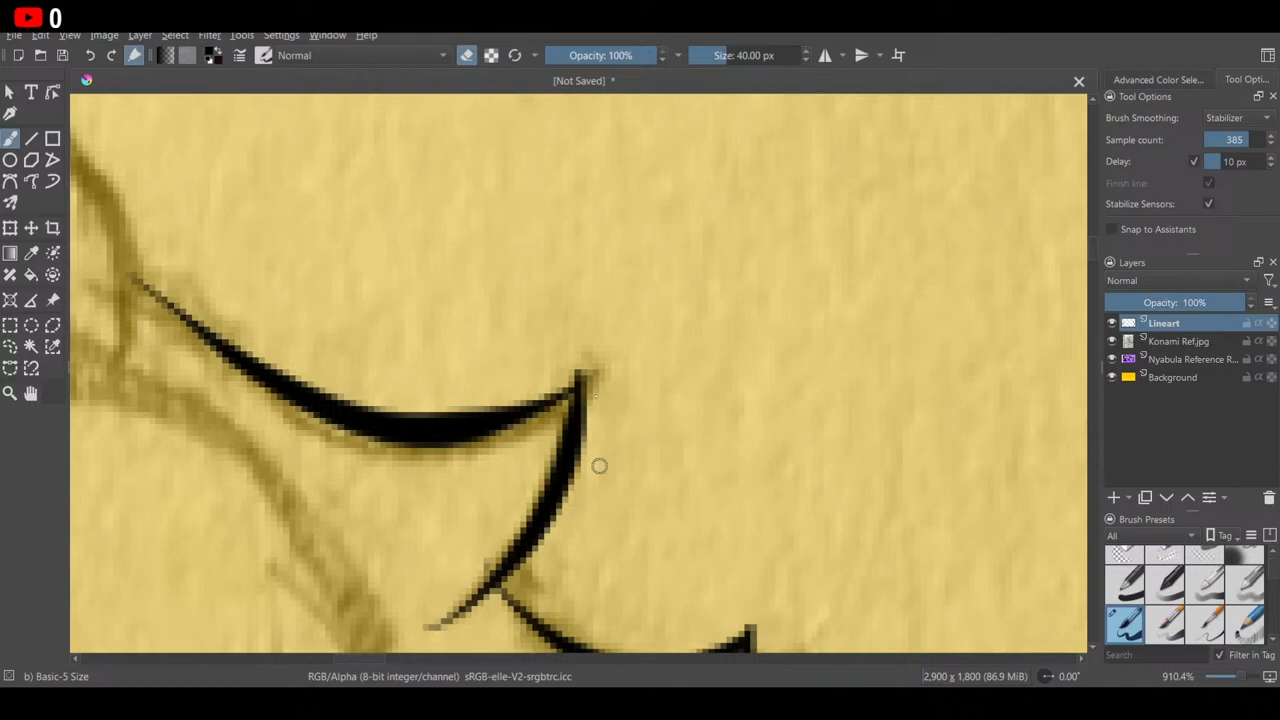 0
File Edit View Image Layer Select Filter Tools Settings Window Help
Normal Opacity: 100% Size: 40.00 px
[Not Saved] *
Advanced Color Sele... Tool Opti...
Tool Options
Brush Smoothing: Stabilizer
Sample count: 385
Delay: 10 px
Finish line:
Stabilize Sensors:
Snap to Assistants
Layers
Normal
Opacity: 100%
Lineart
Konami Ref.jpg
Nyabula Reference R...
Background
Brush Presets
All Tag
Search Filter in Tag
b) Basic-5 Size RGB/Alpha (8-bit integer/channel) sRGB-elle-V2-srgbtrc.icc 2,900 x 1,800 (86.9 MiB) 0.00° 910.4%